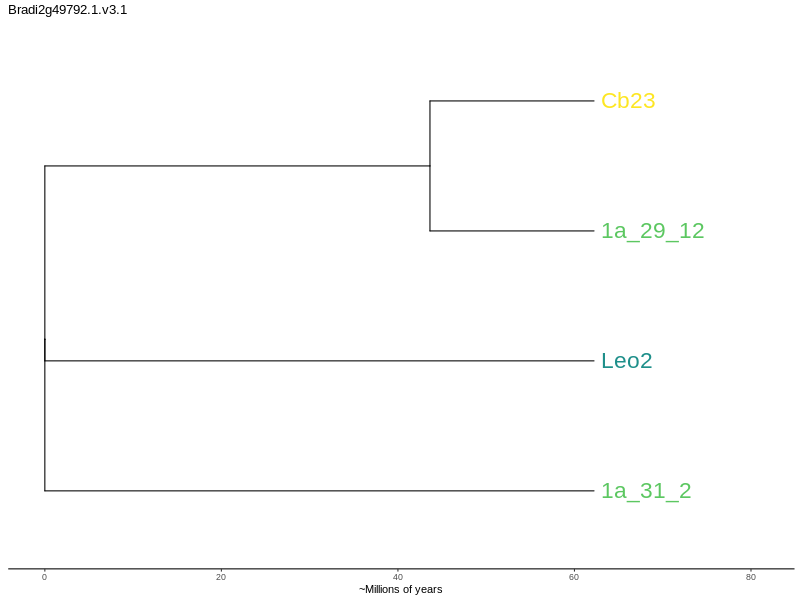 Bradi2g49792.1.v3.1
Cb23
1a_29_12
Leo2
1a_31_2
0 20 40 60 80
~Millions of years